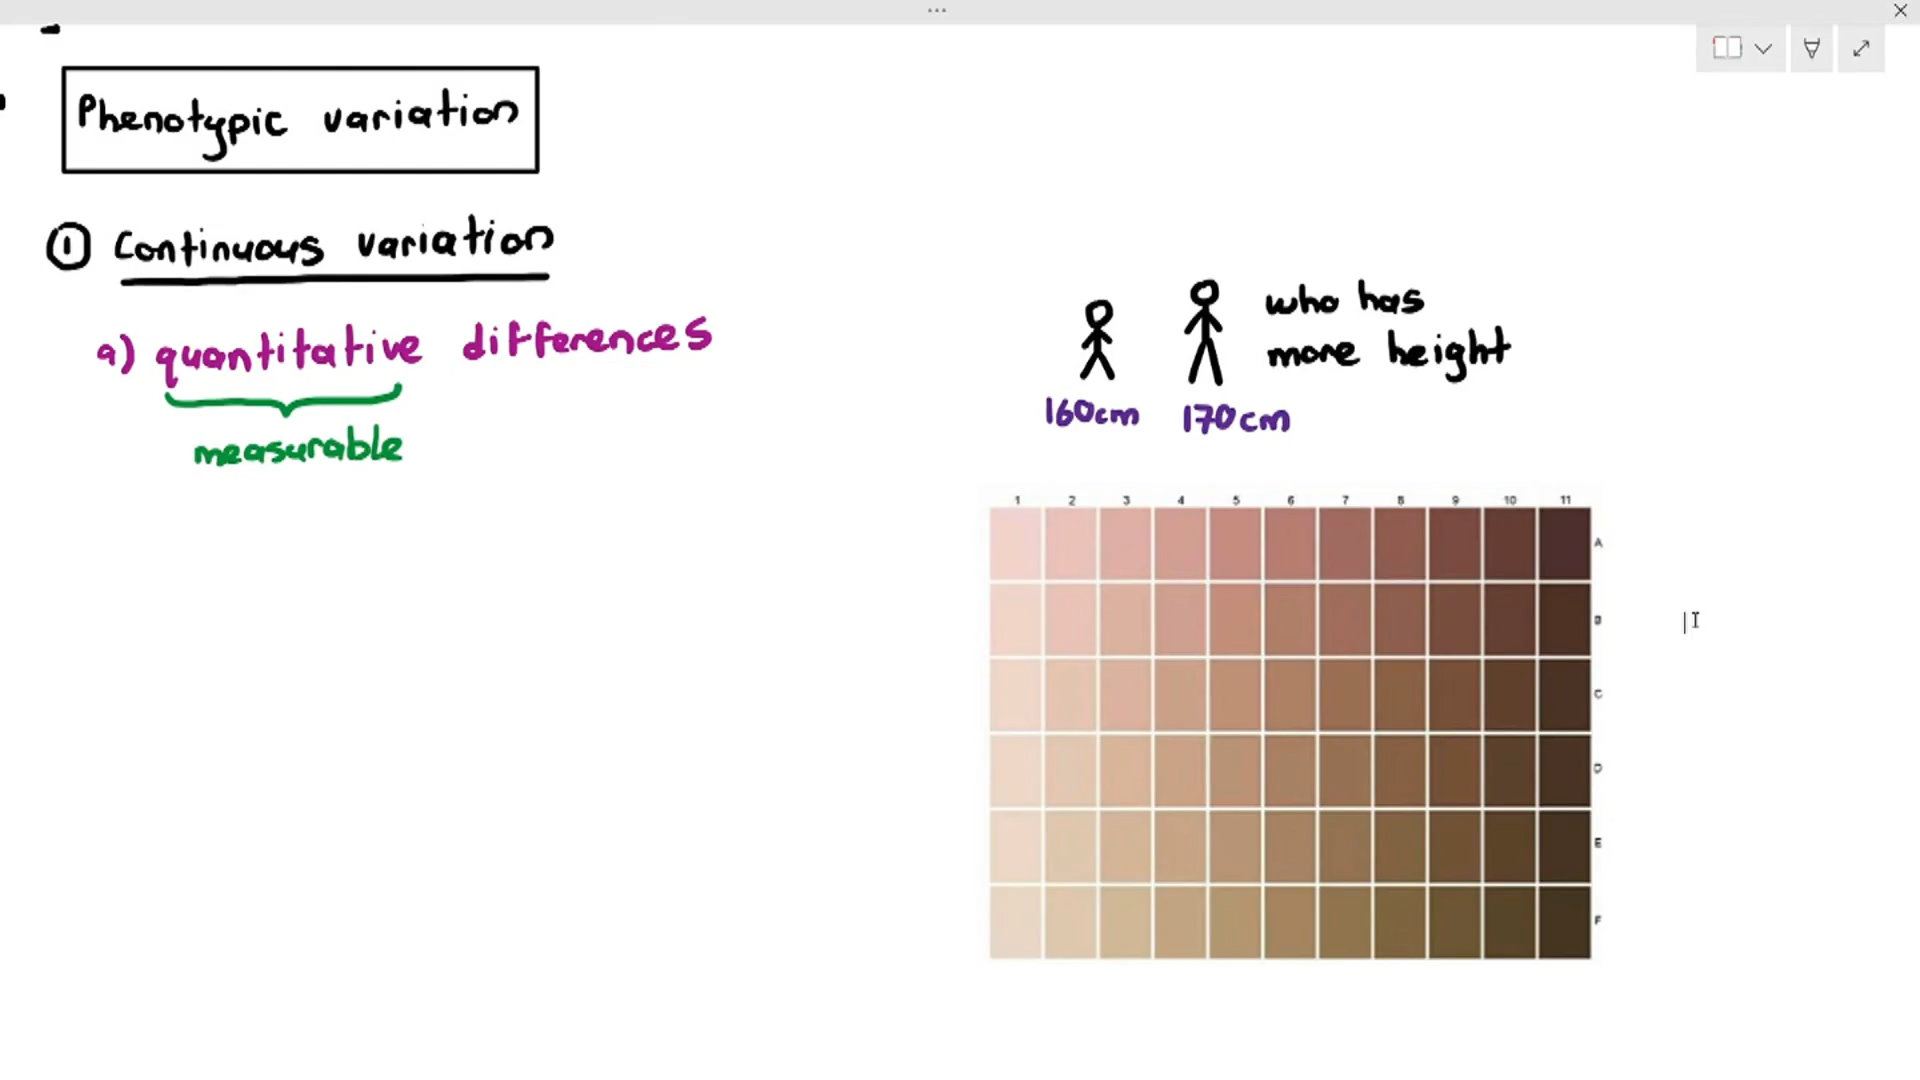 Phenotypic variation
① Continuous variation
a) quantitative differences
measurable
who has
more height
160cm 170cm
1 2 3 4 5 6 7 8 9 10 11
A
B
C
D
E
F